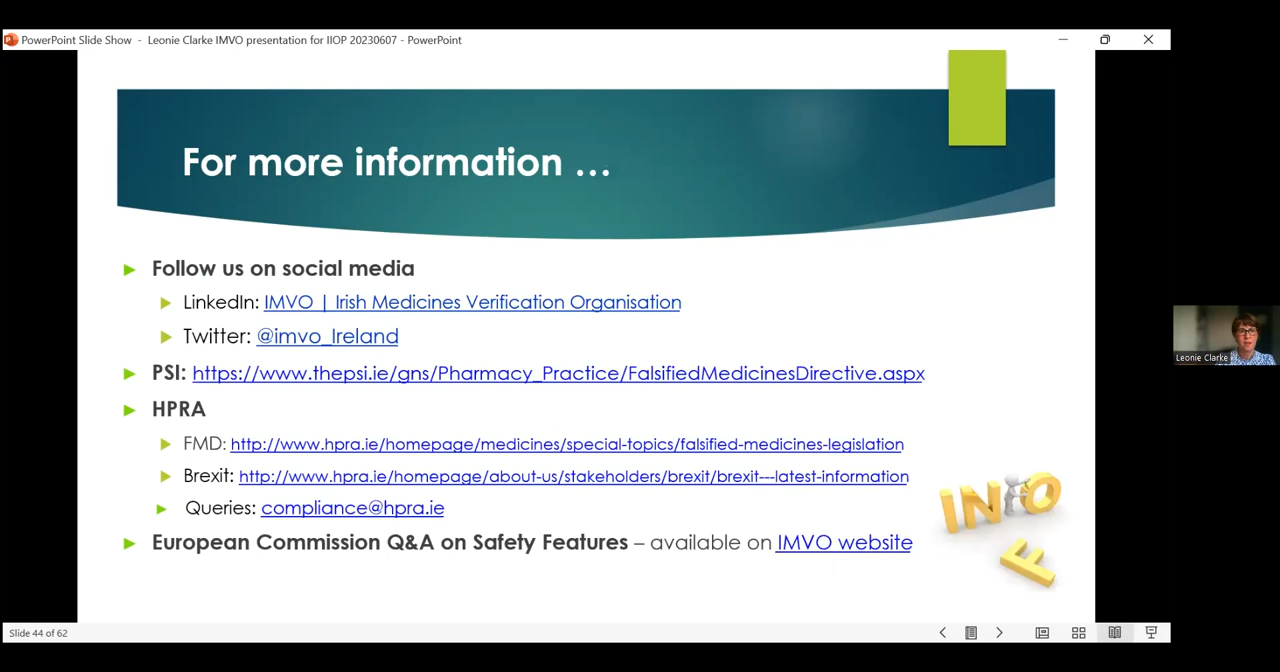 PowerPoint Slide Show - Leonie Clarke IMVO presentation for IIOP 20230607 - PowerPoint
For more information …
Follow us on social media
LinkedIn: IMVO | Irish Medicines Verification Organisation
Twitter: @imvo_Ireland
PSI: https://www.thepsi.ie/gns/Pharmacy_Practice/FalsifiedMedicinesDirective.aspx
HPRA
FMD: http://www.hpra.ie/homepage/medicines/special-topics/falsified-medicines-legislation
Brexit: http://www.hpra.ie/homepage/about-us/stakeholders/brexit/brexit---latest-information
Queries: compliance@hpra.ie
European Commission Q&A on Safety Features – available on IMVO website
INFO
Leonie Clarke
Slide 44 of 62